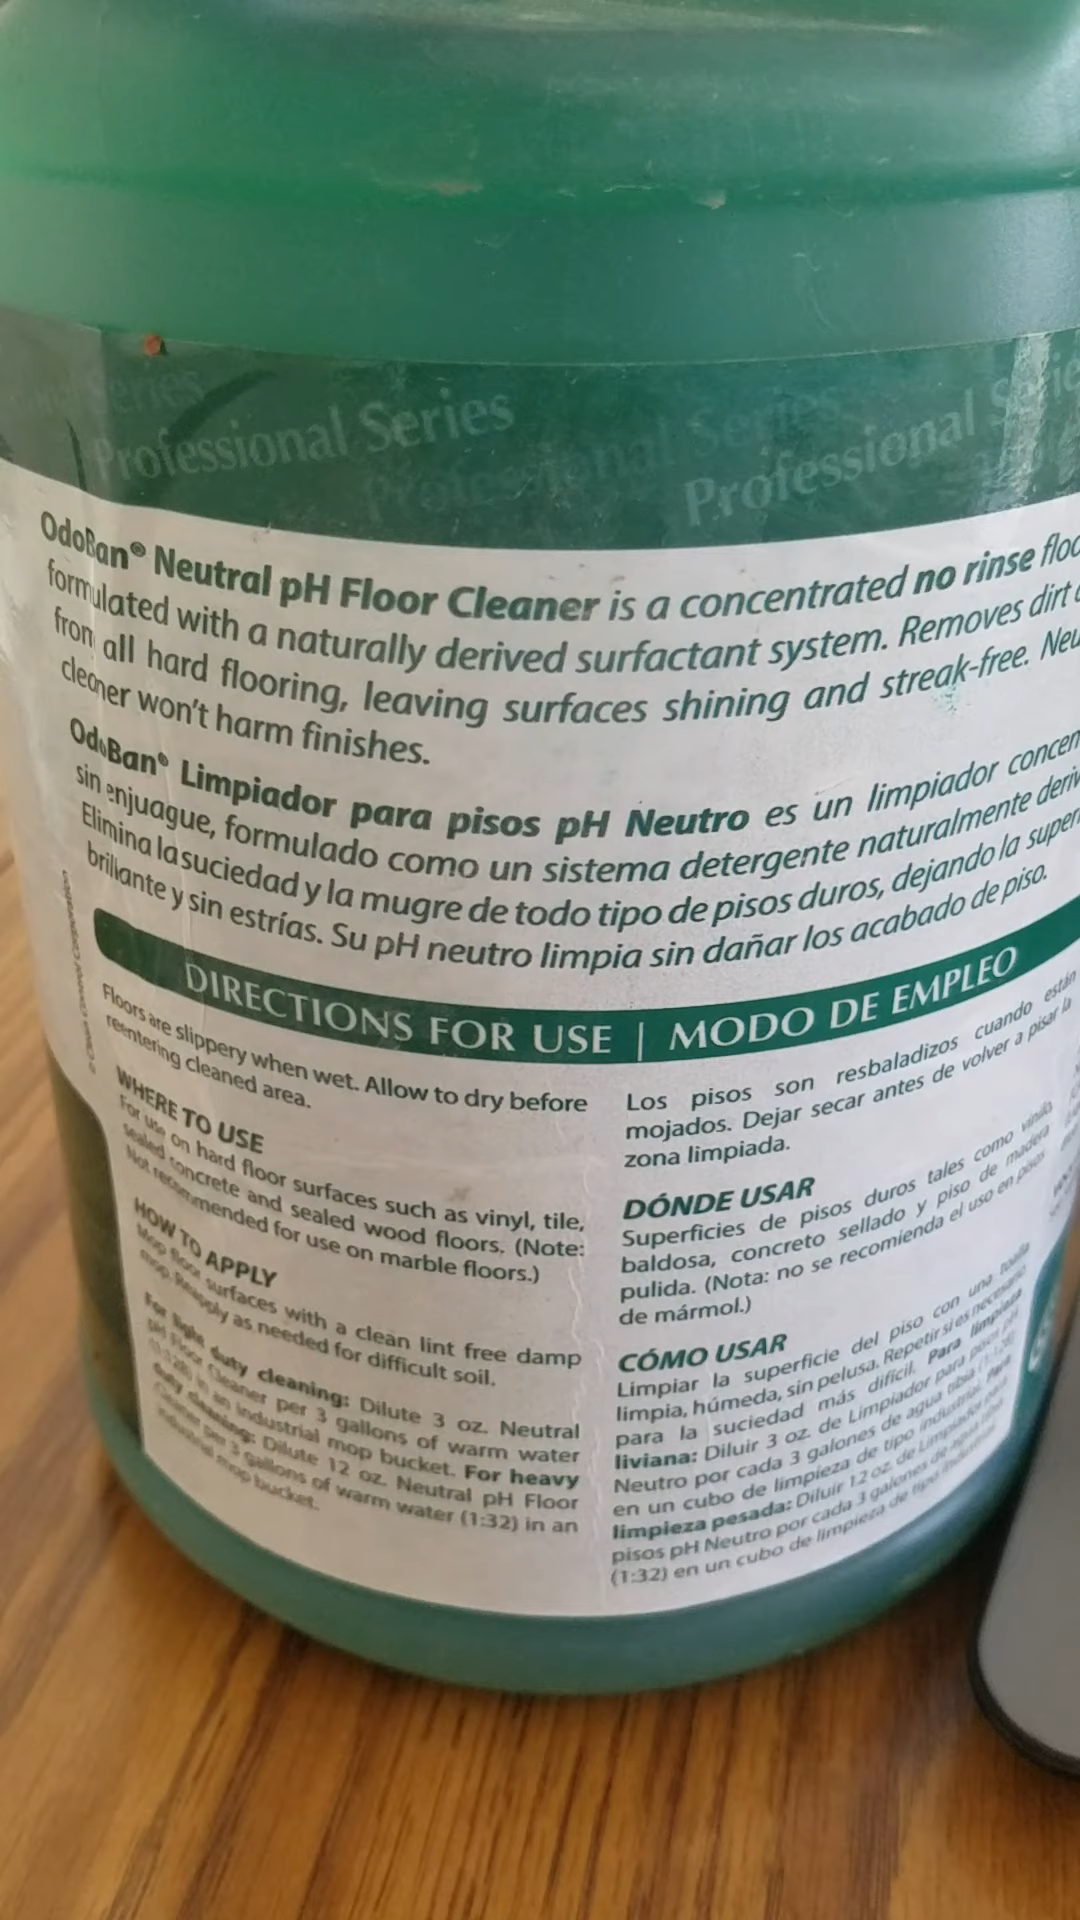 Professional Series
Professional Series
Professional
OdoBan® Neutral pH Floor Cleaner is a concentrated no rinse
formulated with a naturally derived surfactant system. Removes dirt
from all hard flooring, leaving surfaces shining and streak-free.
cleaner won't harm finishes.
OdoBan® Limpiador para pisos pH Neutro es un limpiador
sin enjuague, formulado como un sistema detergente naturalmente
Elimina la suciedad y la mugre de todo tipo de pisos duros, dejando la
brillante y sin estrías. Su pH neutro limpia sin dañar los acabado de piso.
DIRECTIONS FOR USE | MODO DE EMPLEO
Floors are slippery when wet. Allow to dry before
reentering cleaned area.
WHERE TO USE
For use on hard floor surfaces such as vinyl, tile,
sealed concrete and sealed wood floors. (Note:
Not recommended for use on marble floors.)
HOW TO APPLY
Mop floor surfaces with a clean lint free damp
mop. Reapply as needed for difficult soil.
For light duty cleaning: Dilute 3 oz. Neutral
pH Floor Cleaner per 3 gallons of warm water
(1:128) in an industrial mop bucket. For heavy
duty cleaning: Dilute 12 oz. Neutral pH Floor
Cleaner per 3 gallons of warm water (1:32) in an
industrial mop bucket.
Los pisos son resbaladizos cuando están
mojados. Dejar secar antes de volver a pisar la
zona limpiada.
DÓNDE USAR
Superficies de pisos duros tales como vinilo,
baldosa, concreto sellado y piso de madera
pulida. (Nota: no se recomienda el uso en pisos
de mármol.)
CÓMO USAR
Limpiar la superficie del piso con una toalla
limpia, húmeda, sin pelusa. Repetir si es necesario
para la suciedad más difícil. Para limpieza
liviana: Diluir 3 oz. de Limpiador para pisos pH
Neutro por cada 3 galones de agua tibia (1:128)
en un cubo de limpieza de tipo industrial. Para
limpieza pesada: Diluir 12 oz. de Limpiador para
pisos pH Neutro por cada 3 galones de agua tibia
(1:32) en un cubo de limpieza de tipo industrial.